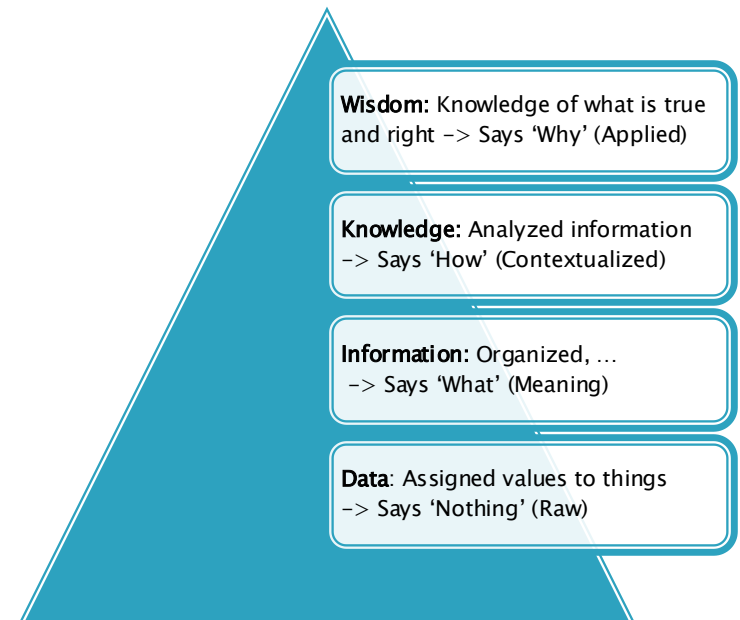 Wisdom: Knowledge of what is true
and right –> Says ‘Why’ (Applied)
Knowledge: Analyzed information
–> Says ‘How’ (Contextualized)
Information: Organized, …
–> Says ‘What’ (Meaning)
Data: Assigned values to things
–> Says ‘Nothing’ (Raw)